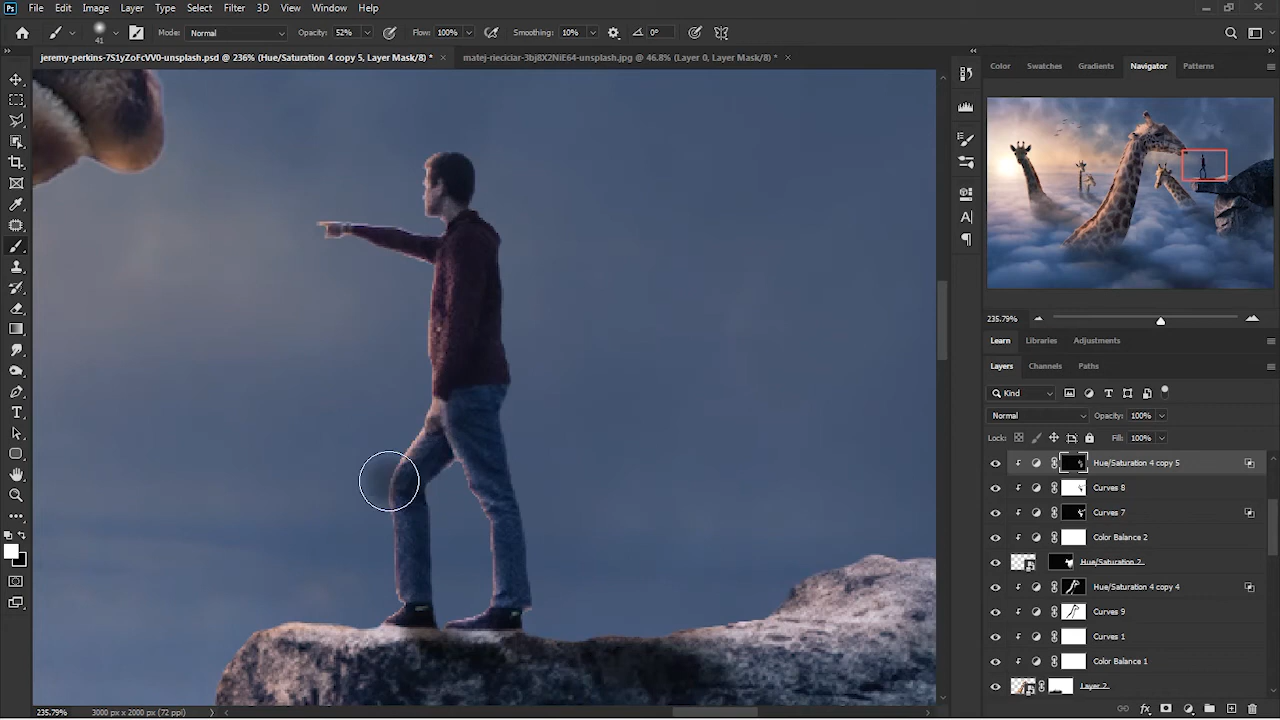 Ps File Edit Image Layer Type Select Filter 3D View Window Help
41 Mode: Normal Opacity: 52% Flow: 100% Smoothing: 10% 0°
jeremy-perkins-7S1yZoFcVV0-unsplash.psd @ 236% (Hue/Saturation 4 copy 5, Layer Mask/8) * × matej-rieciciar-3bj8X2NiE64-unsplash.jpg @ 46.8% (Layer 0, Layer Mask/8) * ×
Color Swatches Gradients Navigator Patterns
235.79%
Learn Libraries Adjustments
Layers Channels Paths
Kind
Normal Opacity: 100%
Lock: Fill: 100%
Hue/Saturation 4 copy 5
Curves 8
Curves 7
Color Balance 2
Hue/Saturation 2
Hue/Saturation 4 copy 4
Curves 9
Curves 1
Color Balance 1
Layer 2
235.79% 3000 px x 2000 px (72 ppi)